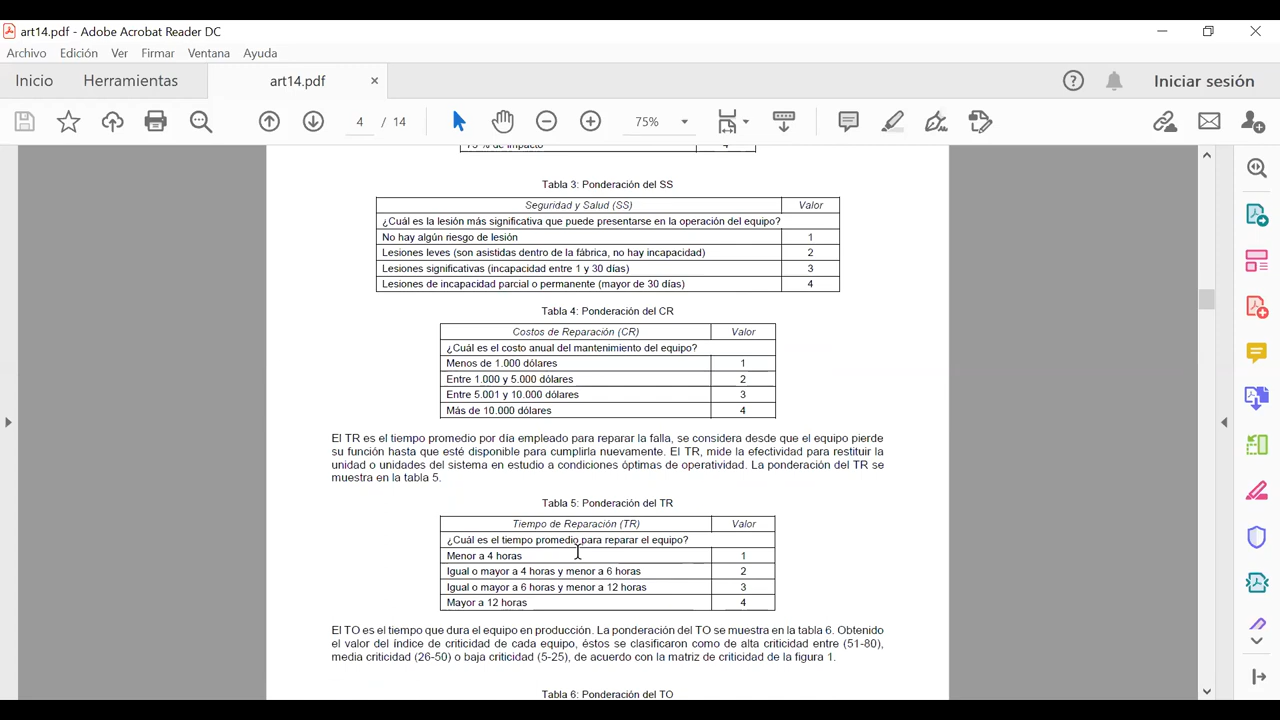 art14.pdf - Adobe Acrobat Reader DC
Archivo Edición Ver Firmar Ventana Ayuda
Inicio Herramientas art14.pdf × ? Iniciar sesión
4 / 14 75%
Tabla 3: Ponderación del SS
Seguridad y Salud (SS) Valor
¿Cuál es la lesión más significativa que puede presentarse en la operación del equipo?
No hay algún riesgo de lesión 1
Lesiones leves (son asistidas dentro de la fábrica, no hay incapacidad) 2
Lesiones significativas (incapacidad entre 1 y 30 días) 3
Lesiones de incapacidad parcial o permanente (mayor de 30 días) 4
Tabla 4: Ponderación del CR
Costos de Reparación (CR) Valor
¿Cuál es el costo anual del mantenimiento del equipo?
Menos de 1.000 dólares 1
Entre 1.000 y 5.000 dólares 2
Entre 5.001 y 10.000 dólares 3
Más de 10.000 dólares 4
El TR es el tiempo promedio por día empleado para reparar la falla, se considera desde que el equipo pierde
su función hasta que esté disponible para cumplirla nuevamente. El TR, mide la efectividad para restituir la
unidad o unidades del sistema en estudio a condiciones óptimas de operatividad. La ponderación del TR se
muestra en la tabla 5.
Tabla 5: Ponderación del TR
Tiempo de Reparación (TR) Valor
¿Cuál es el tiempo promedio para reparar el equipo?
Menor a 4 horas 1
Igual o mayor a 4 horas y menor a 6 horas 2
Igual o mayor a 6 horas y menor a 12 horas 3
Mayor a 12 horas 4
El TO es el tiempo que dura el equipo en producción. La ponderación del TO se muestra en la tabla 6. Obtenido
el valor del índice de criticidad de cada equipo, éstos se clasificaron como de alta criticidad entre (51-80),
media criticidad (26-50) o baja criticidad (5-25), de acuerdo con la matriz de criticidad de la figura 1.
Tabla 6: Ponderación del TO